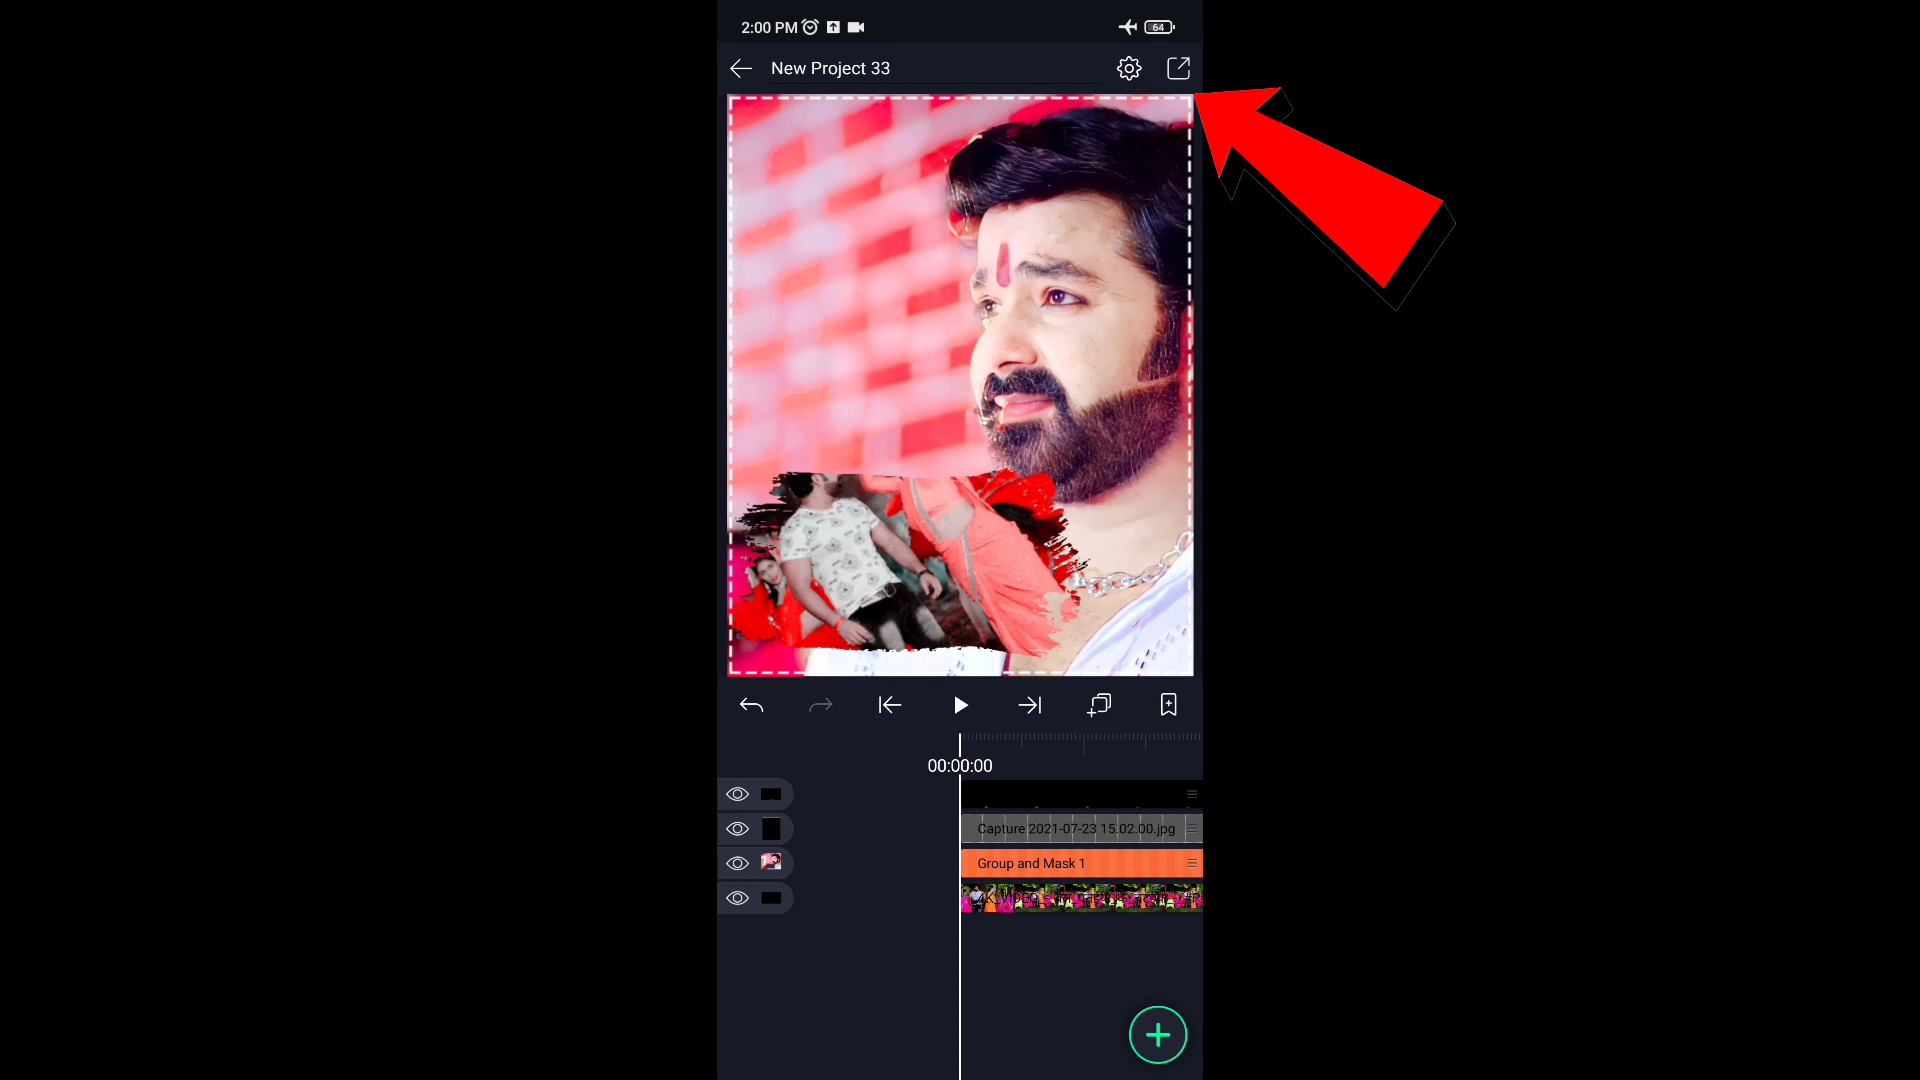 2:00 PM
64
New Project 33
00:00:00
Capture 2021-07-23 15.02.00.jpg
Group and Mask 1